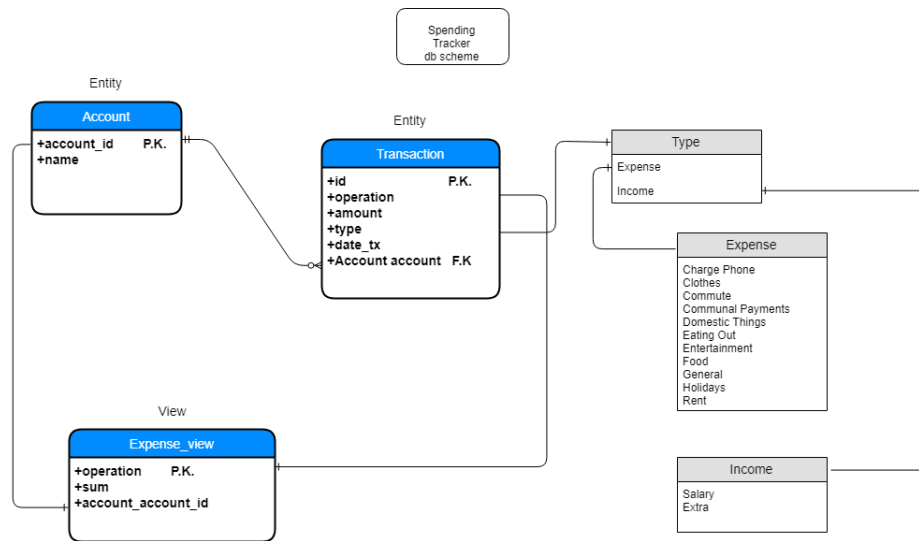 Spending
Tracker
db scheme
Entity
Account
+account_id P.K.
+name
Entity
Transaction
+id P.K.
+operation
+amount
+type
+date_tx
+Account account F.K
Type
Expense
Income
Expense
Charge Phone
Clothes
Commute
Communal Payments
Domestic Things
Eating Out
Entertainment
Food
General
Holidays
Rent
View
Expense_view
+operation P.K.
+sum
+account_account_id
Income
Salary
Extra